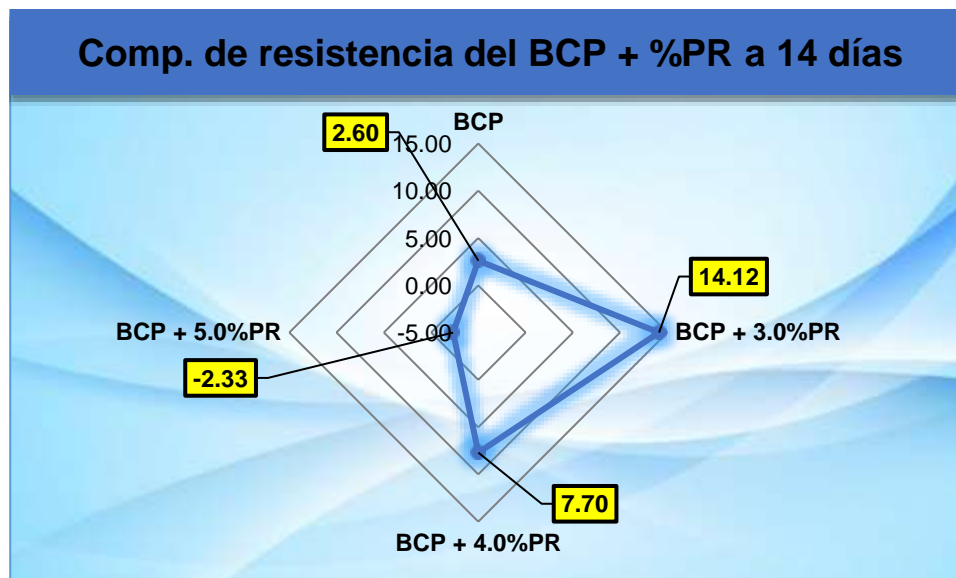 Comp. de resistencia del BCP + %PR a 14 días
BCP
2.60
15.00
10.00
5.00
0.00
-5.00
14.12
BCP + 3.0%PR
BCP + 5.0%PR
-2.33
7.70
BCP + 4.0%PR